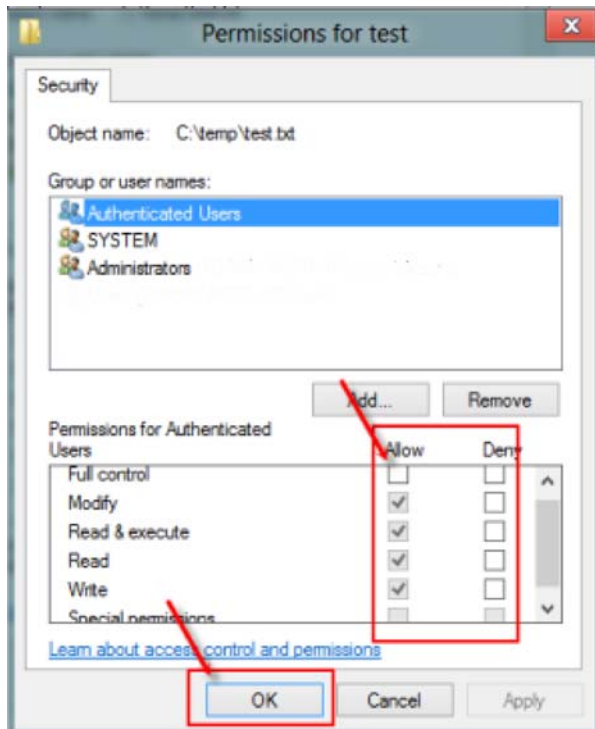 Permissions for test
Security
Object name: C:\temp\test.txt
Group or user names:
Authenticated Users
SYSTEM
Administrators
Add... Remove
Permissions for Authenticated
Users Allow Deny
Full control
Modify
Read & execute
Read
Write
Special permissions
Learn about access control and permissions
OK Cancel Apply